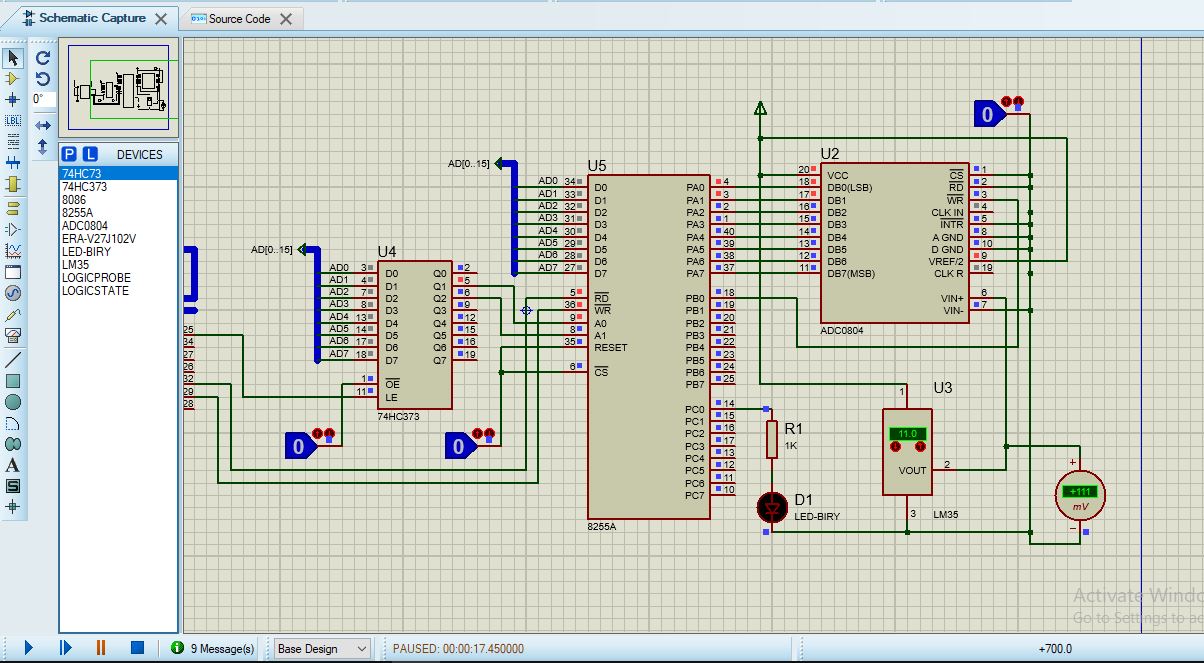 Schematic Capture
Source Code
0°
P L DEVICES
74HC73
74HC373
8086
8255A
ADC0804
ERA-V27J102V
LED-BIRY
LM35
LOGICPROBE
LOGICSTATE
LBL
A
S
25
34
27
26
32
29
28
AD[0..15]
U4
AD0 3 D0 Q0 2
AD1 4 D1 Q1 5
AD2 7 D2 Q2 6
AD3 8 D3 Q3 9
AD4 13 D4 Q4 12
AD5 14 D5 Q5 15
AD6 17 D6 Q6 16
AD7 18 D7 Q7 19
1 OE
11 LE
74HC373
0
0
AD[0..15]
U5
AD0 34 D0 PA0 4
AD1 33 D1 PA1 3
AD2 32 D2 PA2 2
AD3 31 D3 PA3 1
AD4 30 D4 PA4 40
AD5 29 D5 PA5 39
AD6 28 D6 PA6 38
AD7 27 D7 PA7 37
5 RD PB0 18
36 WR PB1 19
9 A0 PB2 20
8 A1 PB3 21
35 RESET PB4 22
PB5 23
6 CS PB6 24
PB7 25
PC0 14
PC1 15
PC2 16
PC3 17
PC4 13
PC5 12
PC6 11
PC7 10
8255A
0
U2
20 VCC CS 1
18 DB0(LSB) RD 2
17 DB1 WR 3
16 DB2 CLK IN 4
15 DB3 INTR 5
14 DB4 A GND 8
13 DB5 D GND 10
12 DB6 VREF/2 9
11 DB7(MSB) CLK R 19
VIN+ 6
VIN- 7
ADC0804
R1
1K
D1
LED-BIRY
U3
1
11.0
VOUT 2
3
LM35
+
+111
mV
−
Activate Windo
Go to Settings to ac
9 Message(s)
Base Design
PAUSED: 00:00:17.450000
+700.0